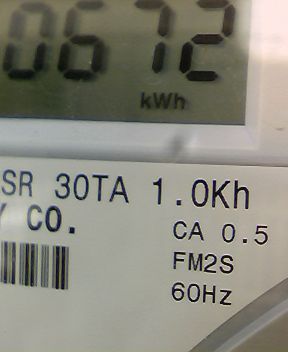 0672
kWh
SR 30TA 1.0Kh
Y CO.
CA 0.5
FM2S
60Hz